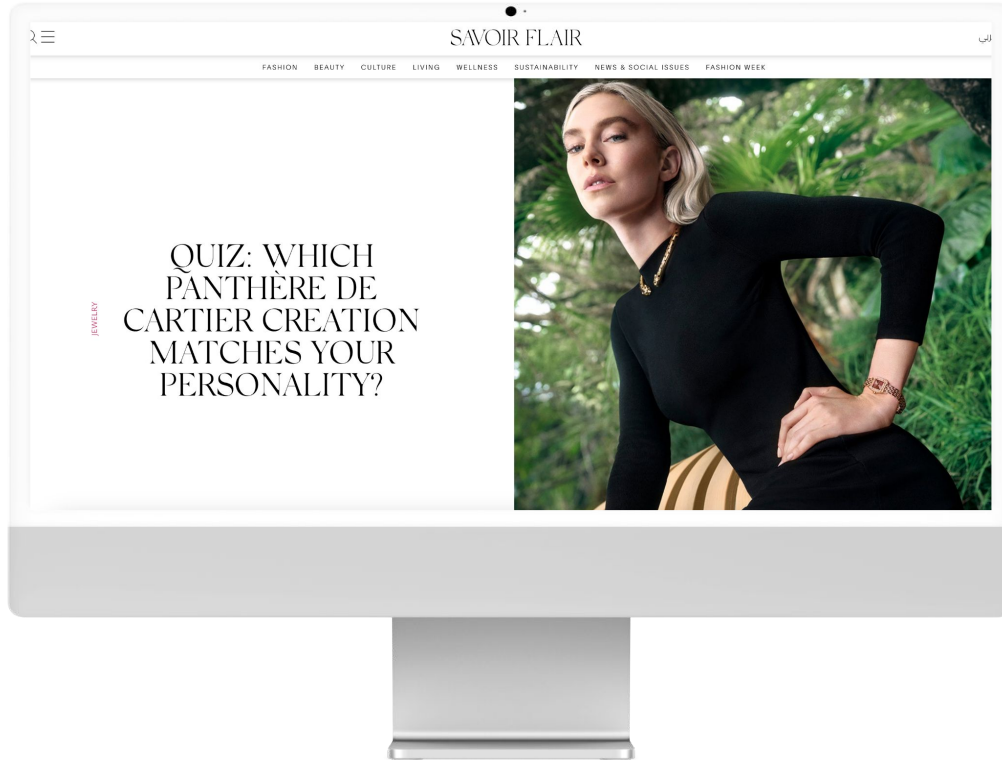 SAVOIR FLAIR
FASHION BEAUTY CULTURE LIVING WELLNESS SUSTAINABILITY NEWS & SOCIAL ISSUES FASHION WEEK
JEWELRY
QUIZ: WHICH
PANTHÈRE DE
CARTIER CREATION
MATCHES YOUR
PERSONALITY?